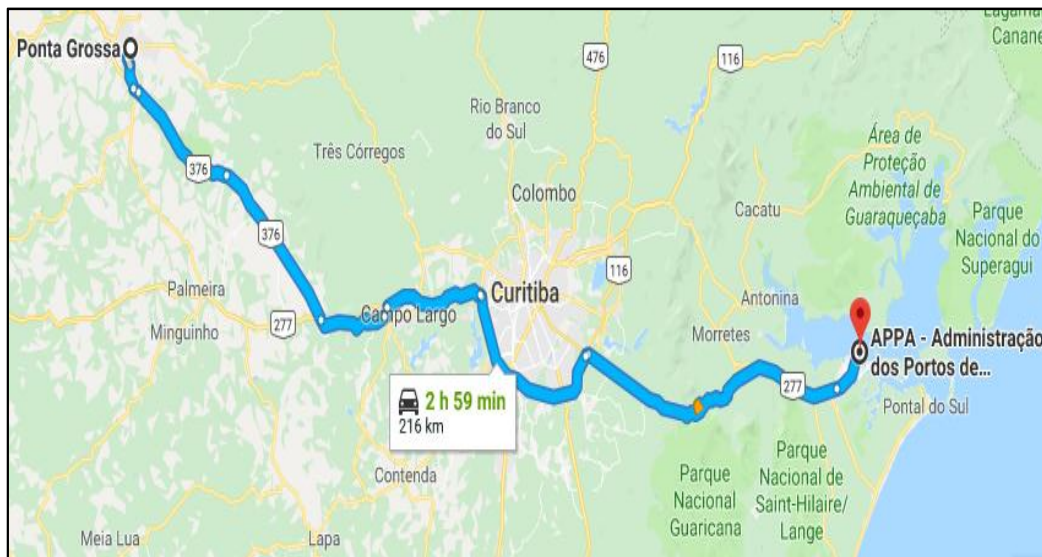 Lagamar
Canané
Ponta Grossa
476
116
Rio Branco
do Sul
Área de
Proteção
Ambiental de
Guaraqueçaba
Três Córregos
376
Colombo
Cacatu
Parque
Nacional do
Superagui
376
116
Palmeira
Curitiba
Antonina
Minguinho
277
Campo Largo
Morretes
APPA - Administração
dos Portos de...
2 h 59 min
216 km
277
Pontal do Sul
Contenda
Parque
Nacional
Guaricana
Parque
Nacional de
Saint-Hilaire/
Lange
Meia Lua
Lapa